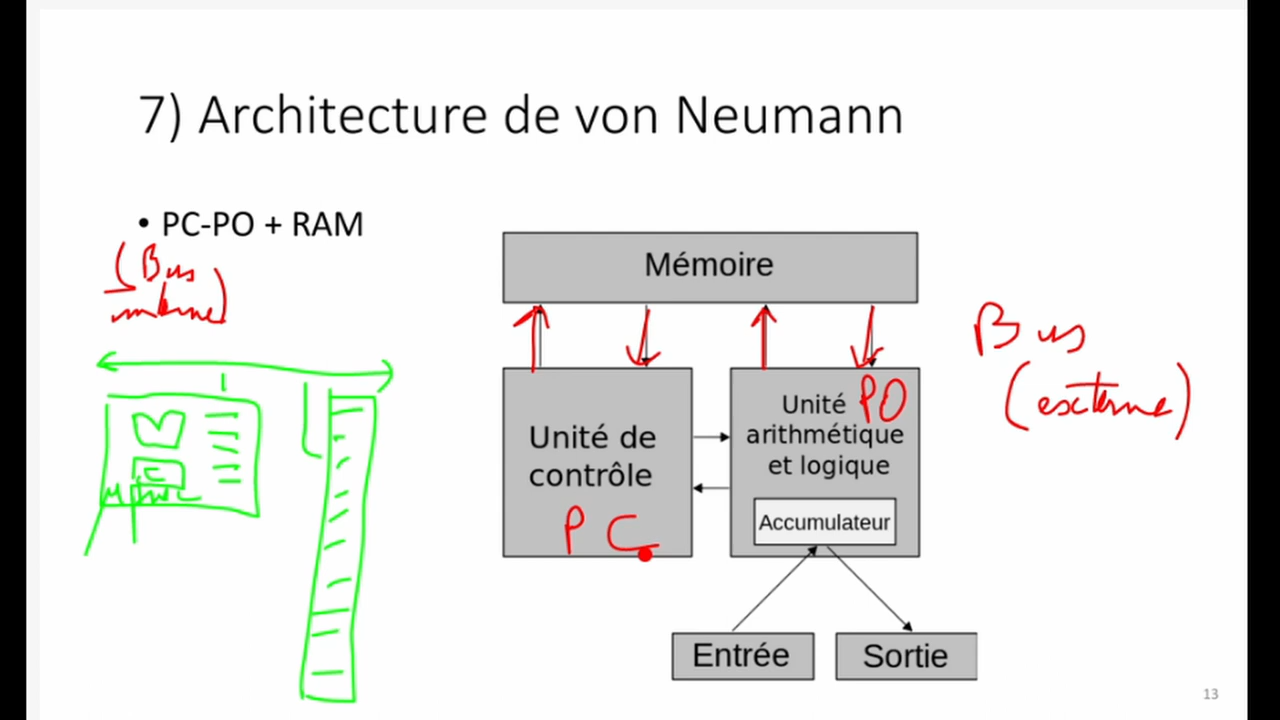 7) Architecture de von Neumann
• PC-PO + RAM
(Bus
interne)
Mémoire
Bus
(externe)
Unité de
contrôle
PC
Unité PO
arithmétique
et logique
Accumulateur
Entrée
Sortie
13